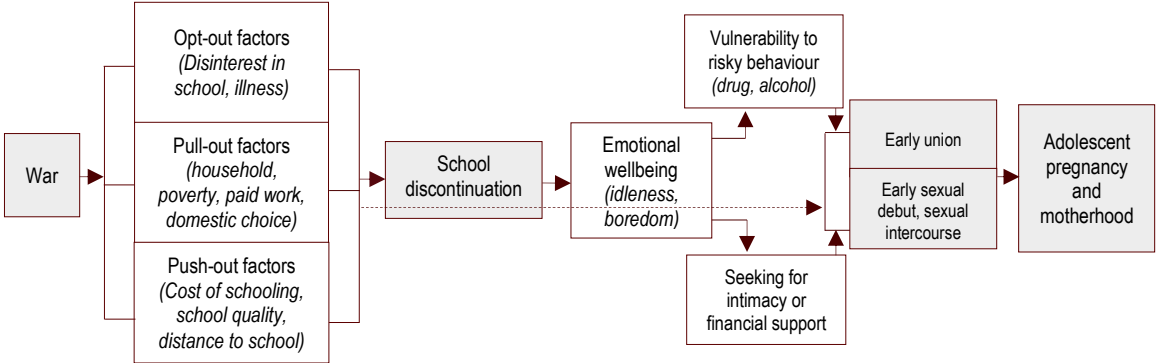 War
Opt-out factors
(Disinterest in
school, illness)
Pull-out factors
(household,
poverty, paid work,
domestic choice)
Push-out factors
(Cost of schooling,
school quality,
distance to school)
School
discontinuation
Emotional
wellbeing
(idleness,
boredom)
Vulnerability to
risky behaviour
(drug, alcohol)
Seeking for
intimacy or
financial support
Early union
Early sexual
debut, sexual
intercourse
Adolescent
pregnancy
and
motherhood